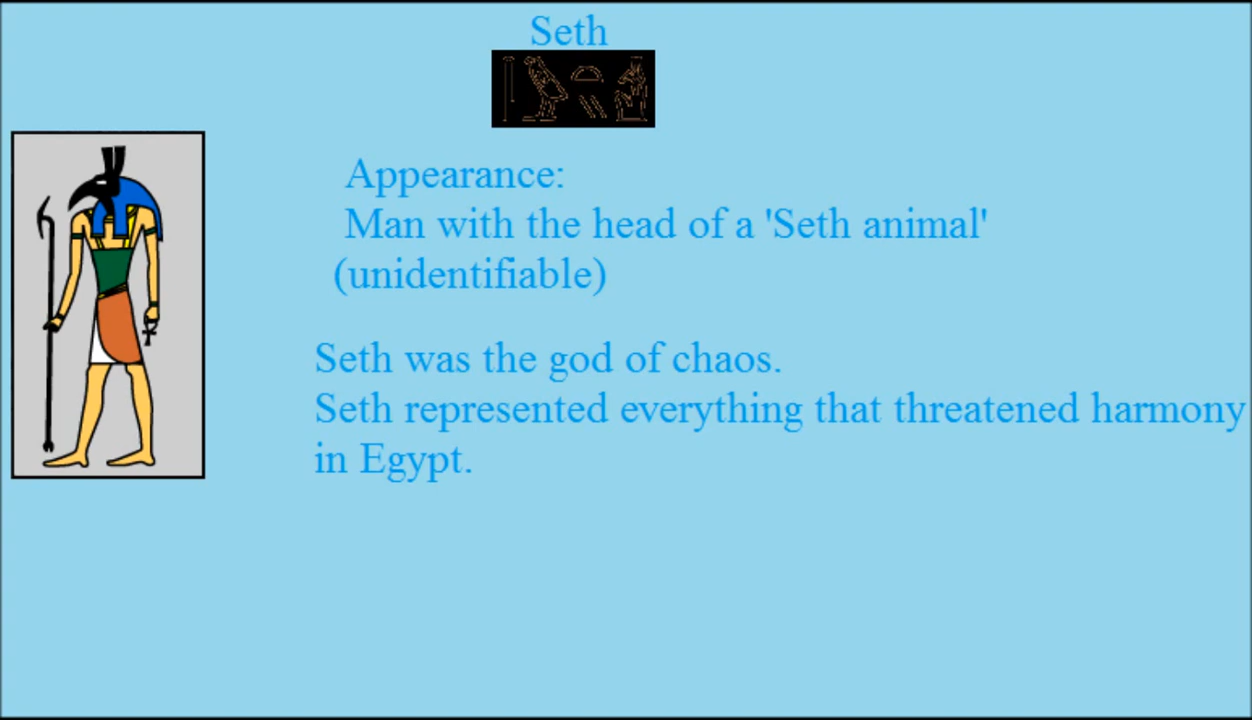 Seth
Appearance:
Man with the head of a 'Seth animal'
(unidentifiable)
Seth was the god of chaos.
Seth represented everything that threatened harmony
in Egypt.